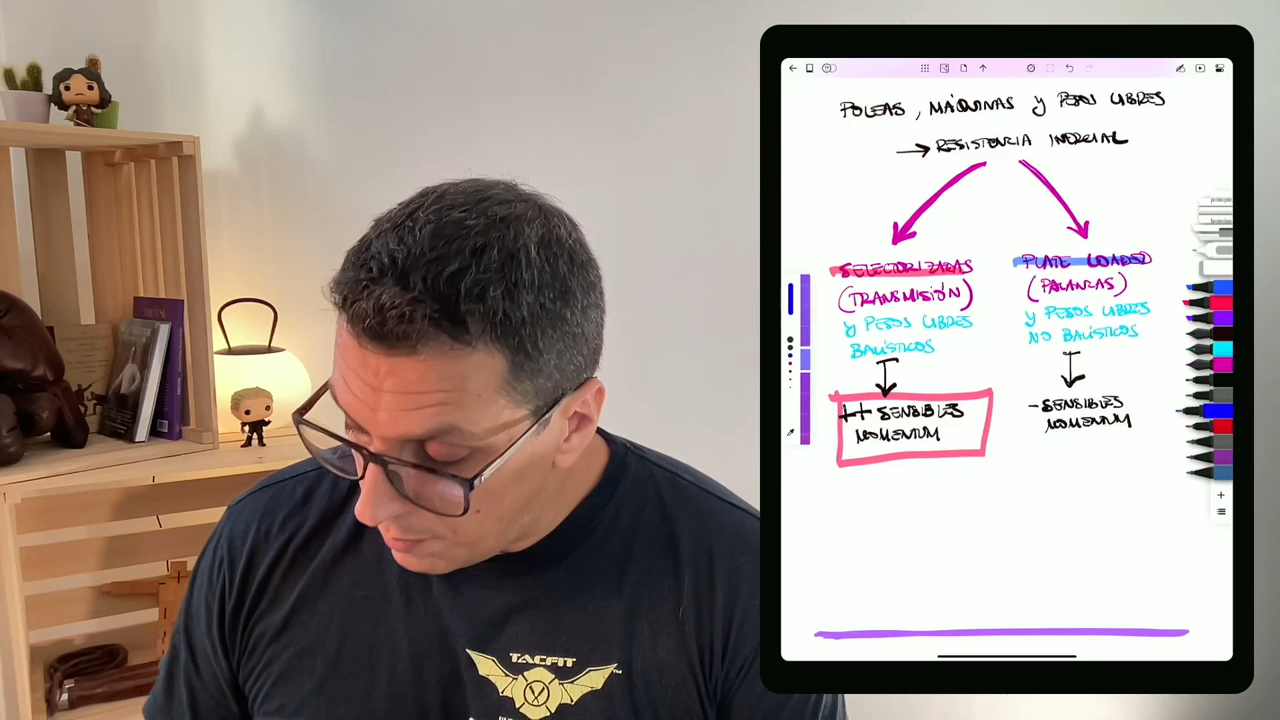 POLEAS, MÁQUINAS Y PESOS LIBRES
→ RESISTENCIA INERCIAL
SELECTORIZADAS
(TRANSMISIÓN)
Y PESOS LIBRES
BALÍSTICOS
++ SENSIBLES
MOMENTUM
PLATE LOADED
(PALANCAS)
Y PESOS LIBRES
NO BALÍSTICOS
- SENSIBLES
MOMENTUM
TACFIT